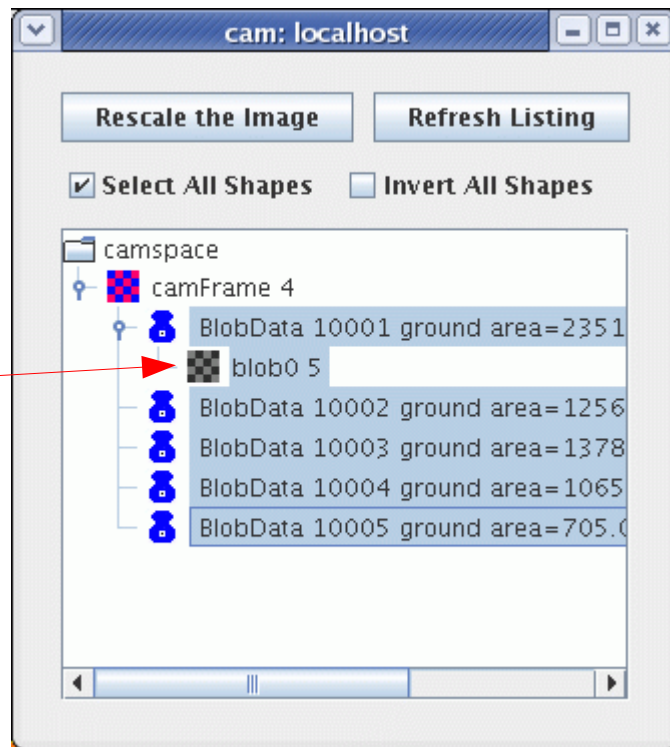 cam: localhost
Rescale the Image
Refresh Listing
Select All Shapes
Invert All Shapes
camspace
camFrame 4
BlobData 10001 ground area=2351
blob0 5
BlobData 10002 ground area=1256
BlobData 10003 ground area=1378
BlobData 10004 ground area=1065
BlobData 10005 ground area=705.0